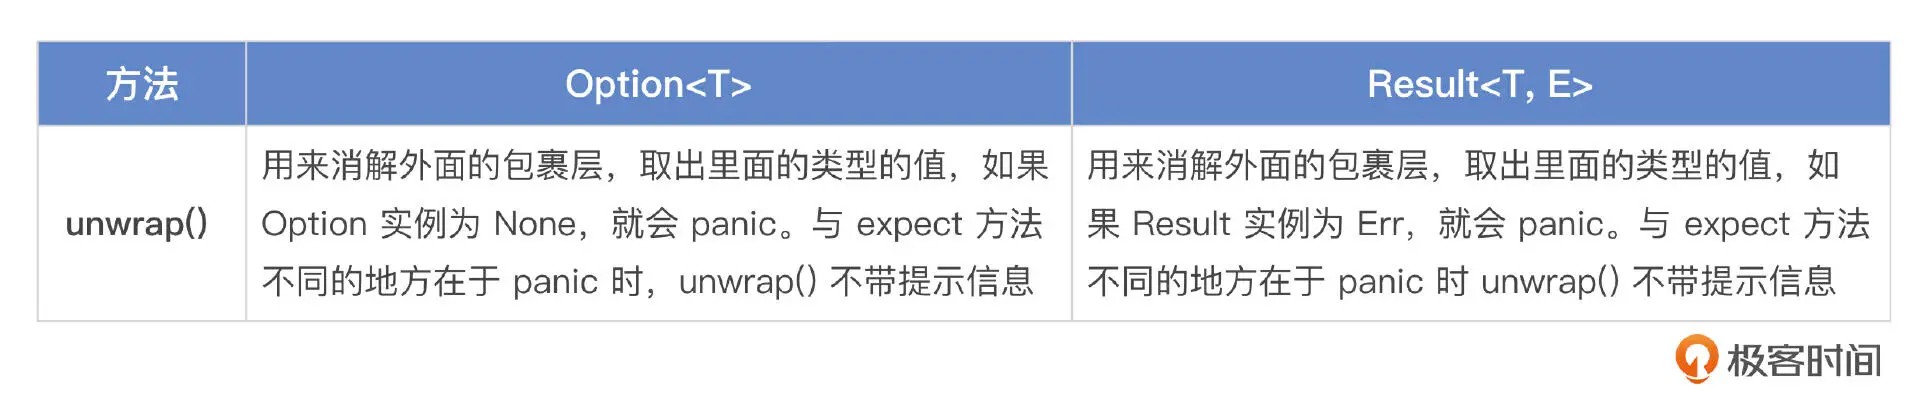 方法
Option<T>
Result<T, E>
unwrap()
用来消解外面的包裹层，取出里面的类型的值，如果
Option 实例为 None，就会 panic。与 expect 方法
不同的地方在于 panic 时，unwrap() 不带提示信息
用来消解外面的包裹层，取出里面的类型的值，如
果 Result 实例为 Err，就会 panic。与 expect 方法
不同的地方在于 panic 时 unwrap() 不带提示信息
极客时间